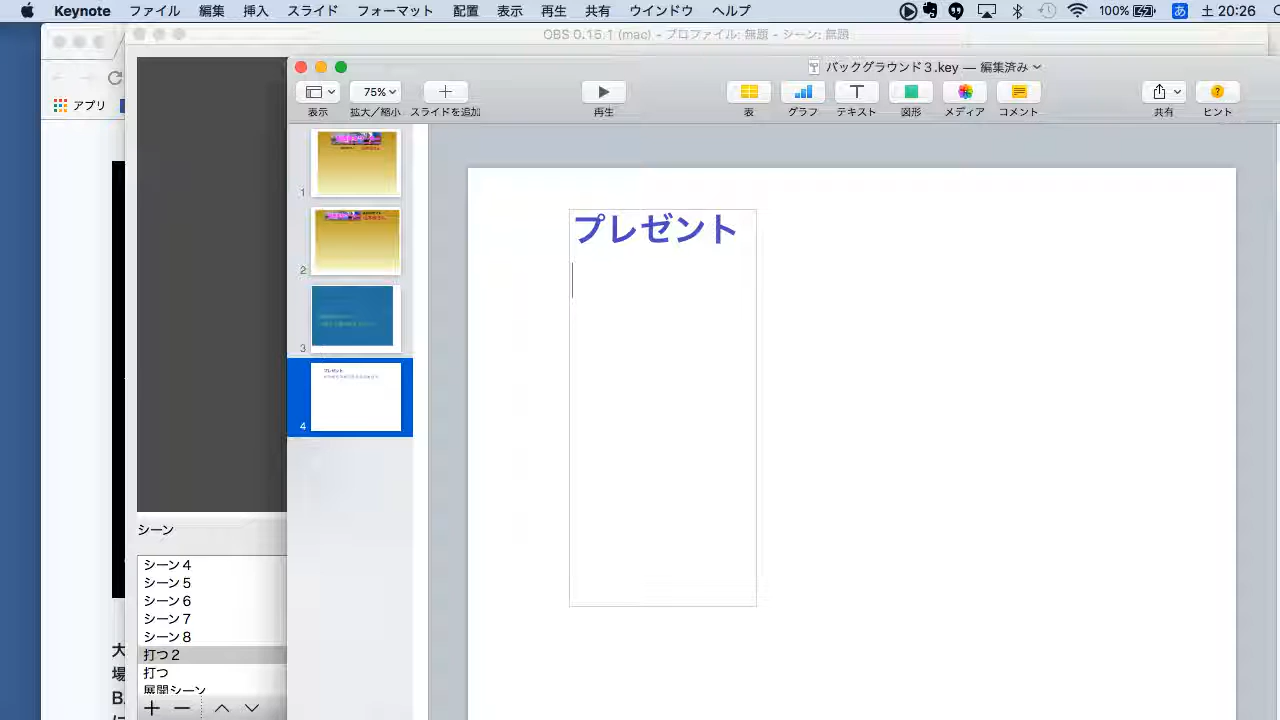 Keynote ファイル 編集 挿入 スライド フォーマット 配置 表示 再生 共有 ウインドウ ヘルプ 100% あ 土 20:26
OBS 0.15.1 (mac) - プロファイル: 無題 - シーン: 無題
バックグラウンド3.key — 編集済み
アプリ
75%
表示 拡大/縮小 スライドを追加 再生 表 グラフ テキスト 図形 メディア コメント 共有 ヒント
1
2
3
4
プレゼント
シーン
シーン 4
シーン 5
シーン 6
シーン 7
シーン 8
打つ 2
打つ
展開シーン
大
場
B